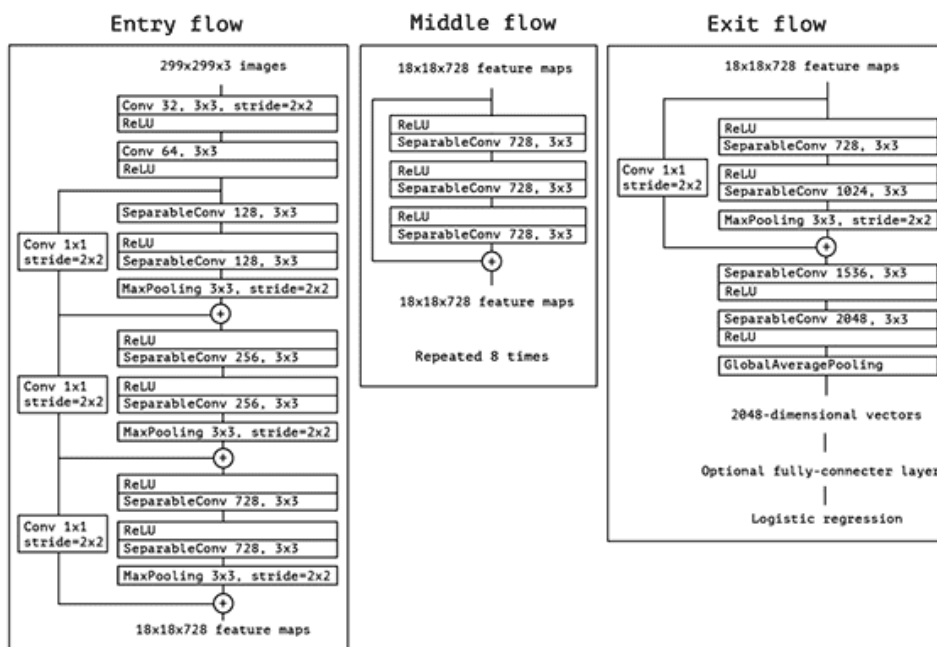 Entry flow
299x299x3 images
Conv 32, 3x3, stride=2x2
ReLU
Conv 64, 3x3
ReLU
SeparableConv 128, 3x3
Conv 1x1
stride=2x2
ReLU
SeparableConv 128, 3x3
MaxPooling 3x3, stride=2x2
+
ReLU
SeparableConv 256, 3x3
Conv 1x1
stride=2x2
ReLU
SeparableConv 256, 3x3
MaxPooling 3x3, stride=2x2
+
ReLU
SeparableConv 728, 3x3
Conv 1x1
stride=2x2
ReLU
SeparableConv 728, 3x3
MaxPooling 3x3, stride=2x2
+
18x18x728 feature maps
Middle flow
18x18x728 feature maps
ReLU
SeparableConv 728, 3x3
ReLU
SeparableConv 728, 3x3
ReLU
SeparableConv 728, 3x3
+
18x18x728 feature maps
Repeated 8 times
Exit flow
18x18x728 feature maps
ReLU
SeparableConv 728, 3x3
Conv 1x1
stride=2x2
ReLU
SeparableConv 1024, 3x3
MaxPooling 3x3, stride=2x2
+
SeparableConv 1536, 3x3
ReLU
SeparableConv 2048, 3x3
ReLU
GlobalAveragePooling
2048-dimensional vectors
Optional fully-connecter layer
Logistic regression